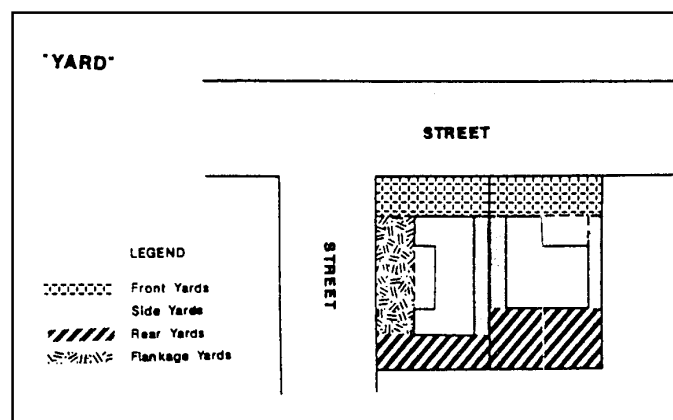 "YARD"
STREET
STREET
LEGEND
Front Yards
Side Yards
Rear Yards
Flankage Yards